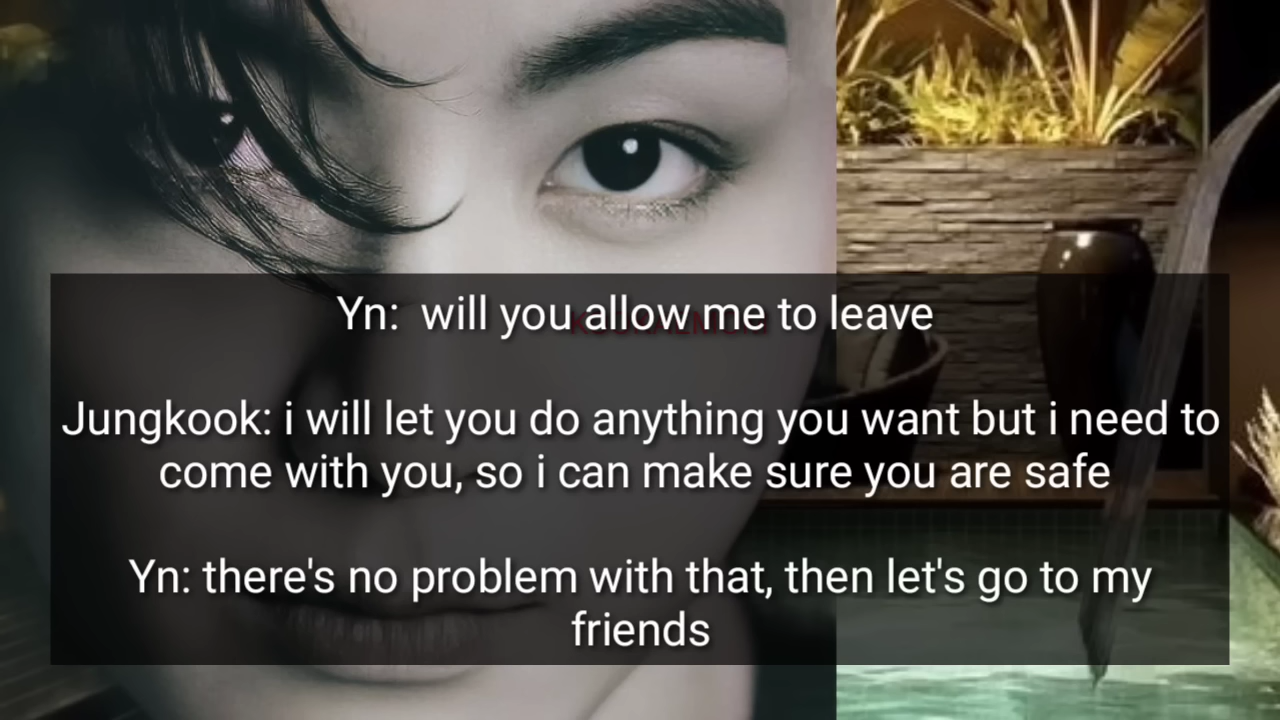 Yn:  will you allow me to leave
Jungkook: i will let you do anything you want but i need to
come with you, so i can make sure you are safe
Yn: there's no problem with that, then let's go to my
friends